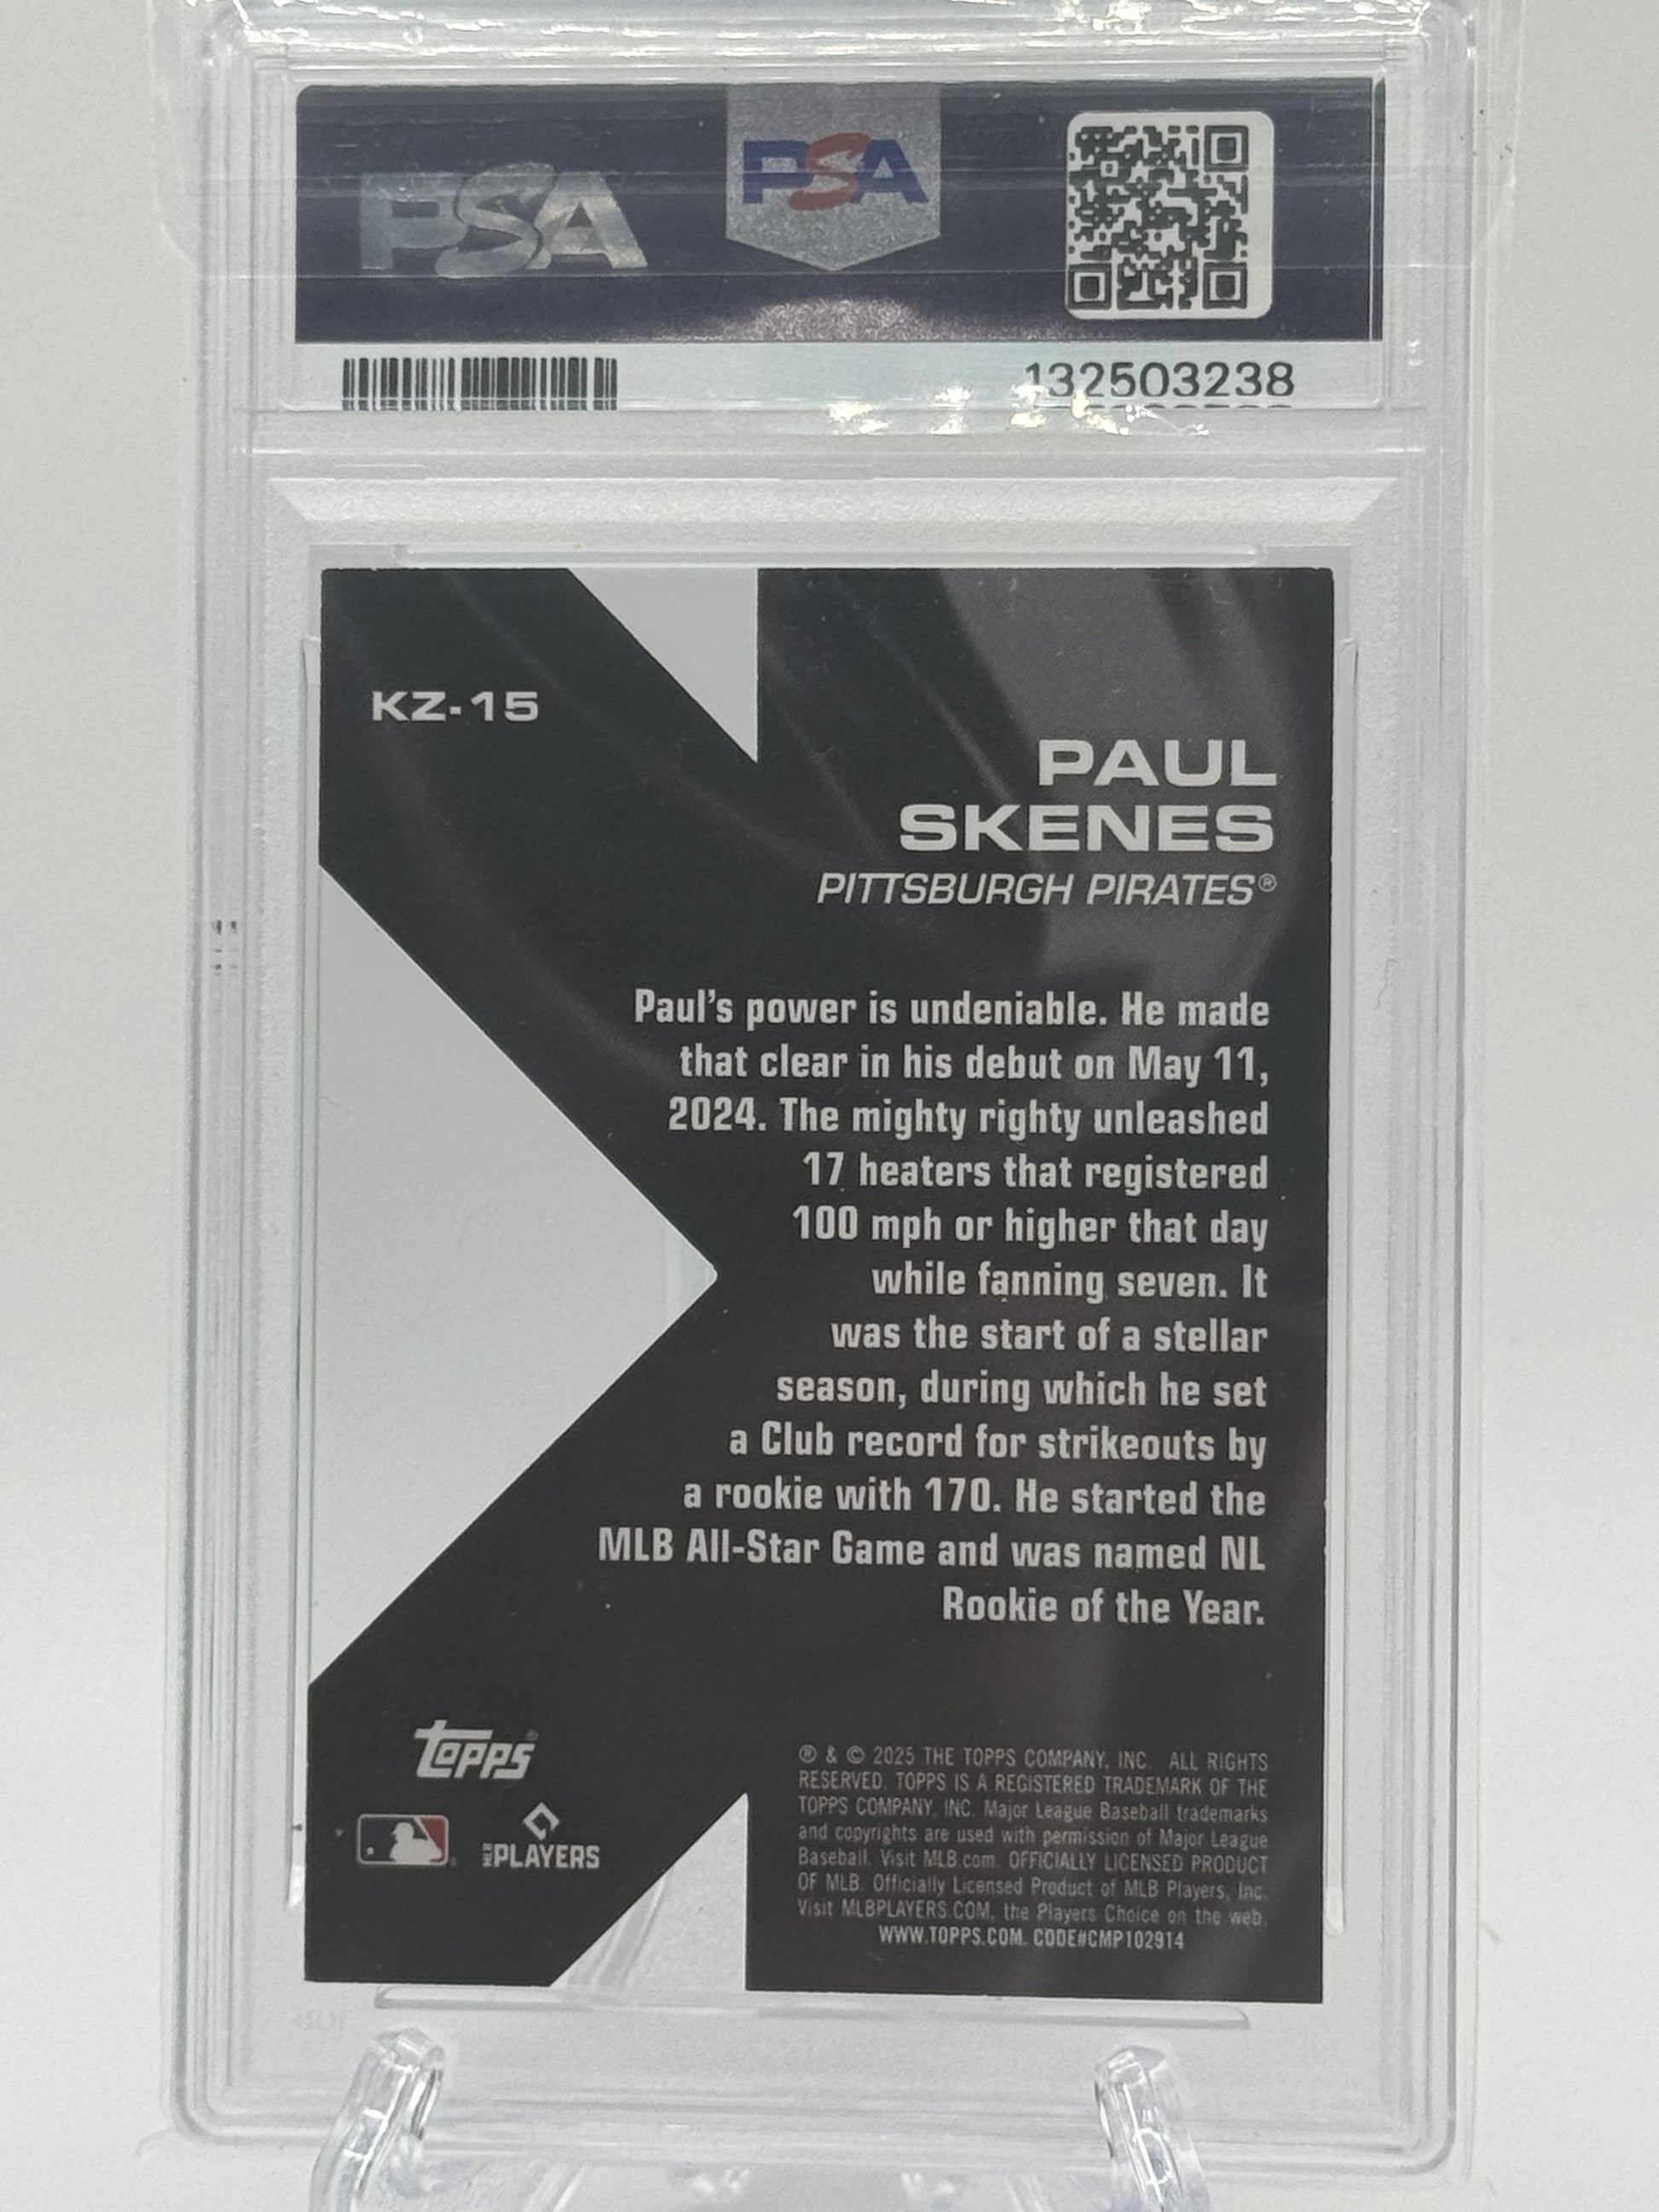 PSA
PSA
132503238
KZ-15
PAUL
SKENES
PITTSBURGH PIRATES®
Paul's power is undeniable. He made
that clear in his debut on May 11,
2024. The mighty righty unleashed
17 heaters that registered
100 mph or higher that day
while fanning seven. It
was the start of a stellar
season, during which he set
a Club record for strikeouts by
a rookie with 170. He started the
MLB All-Star Game and was named NL
Rookie of the Year.
Topps®
MLB PLAYERS
® & © 2025 THE TOPPS COMPANY, INC. ALL RIGHTS
RESERVED. TOPPS IS A REGISTERED TRADEMARK OF THE
TOPPS COMPANY, INC. Major League Baseball trademarks
and copyrights are used with permission of Major League
Baseball. Visit MLB.com. OFFICIALLY LICENSED PRODUCT
OF MLB. Officially Licensed Product of MLB Players, Inc.
Visit MLBPLAYERS.COM, the Players Choice on the web.
WWW.TOPPS.COM. CODE#CMP102914